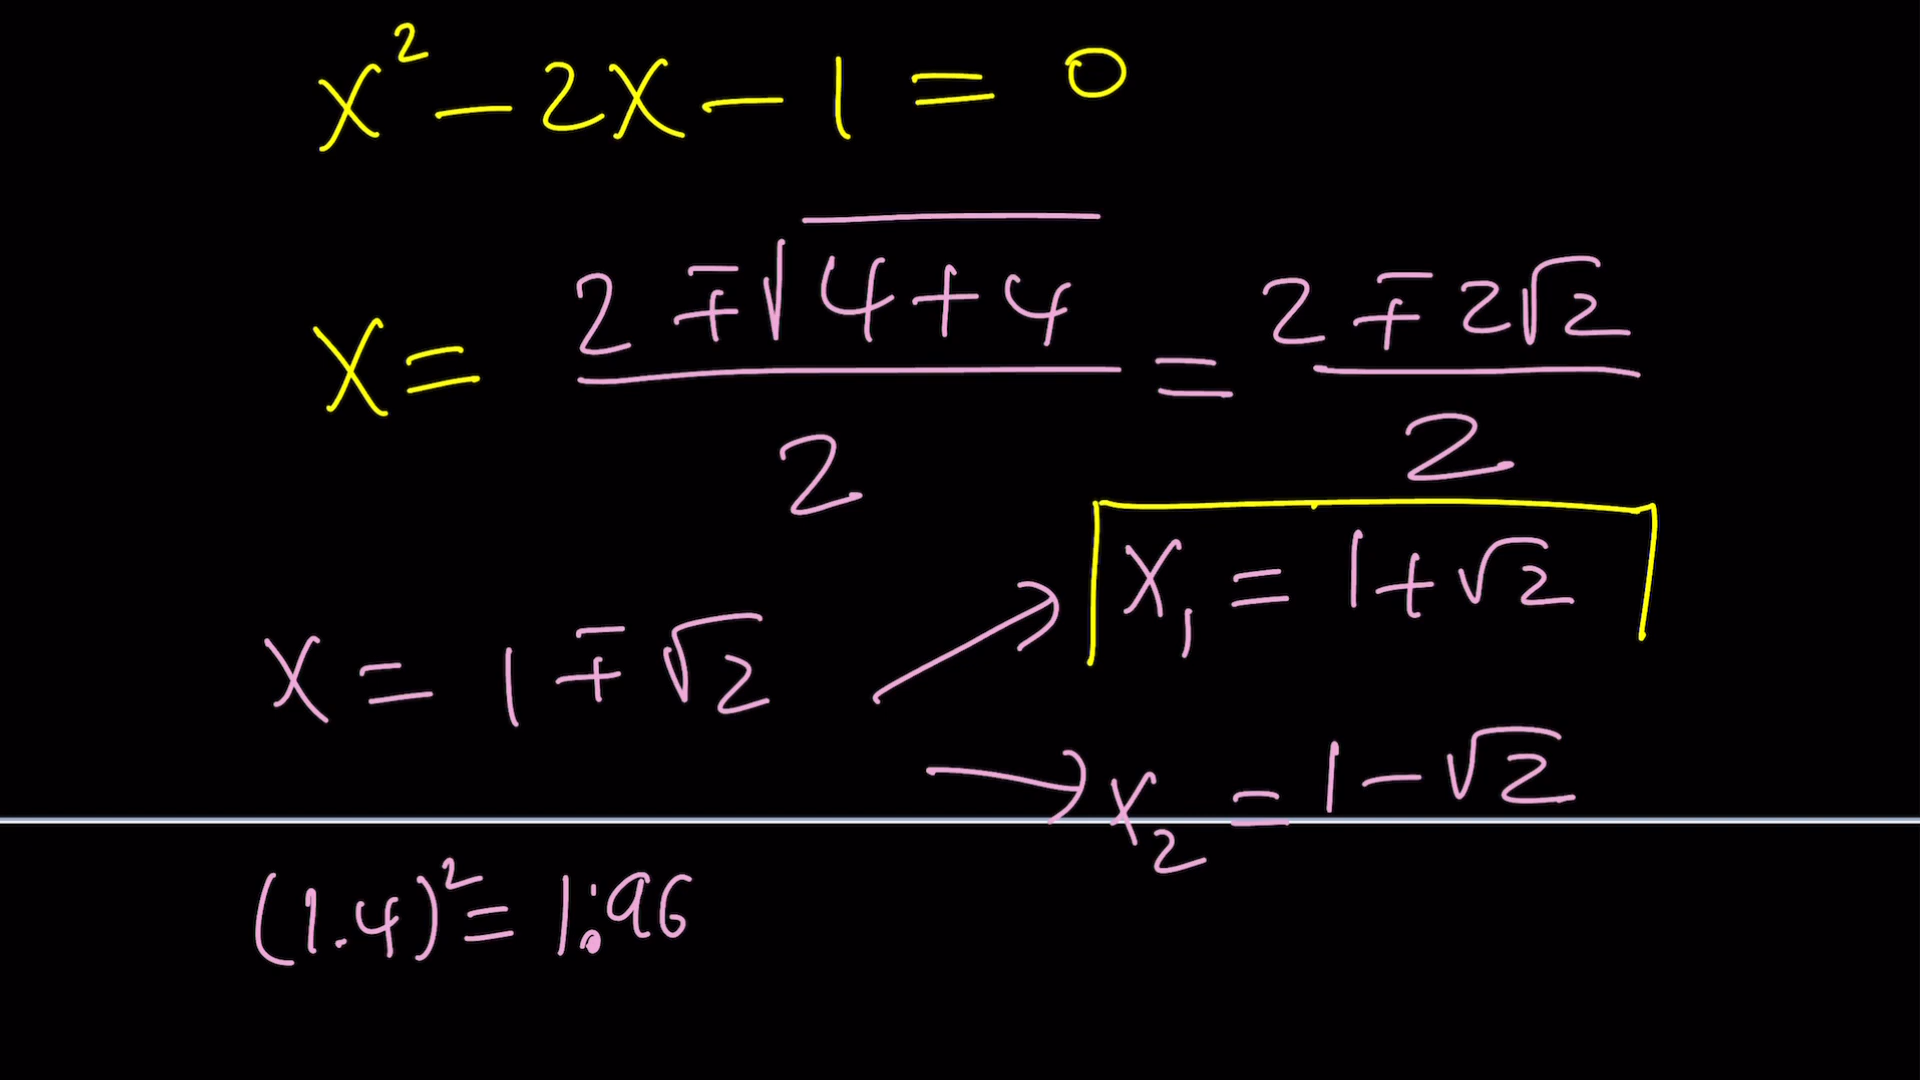 x² - 2x - 1 = 0
x = (2 ∓ √(4+4))/2 = (2 ∓ 2√2)/2
x₁ = 1+√2
x = 1 ∓ √2
x₂ = 1-√2
(1.4)² = 1.96